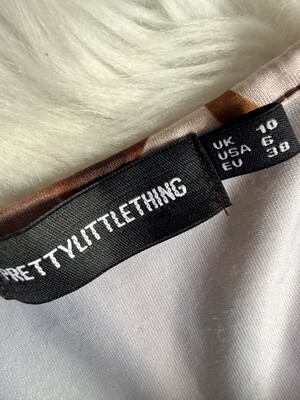 PRETTYLITTLETHING
UK 10
USA 6
EU 38